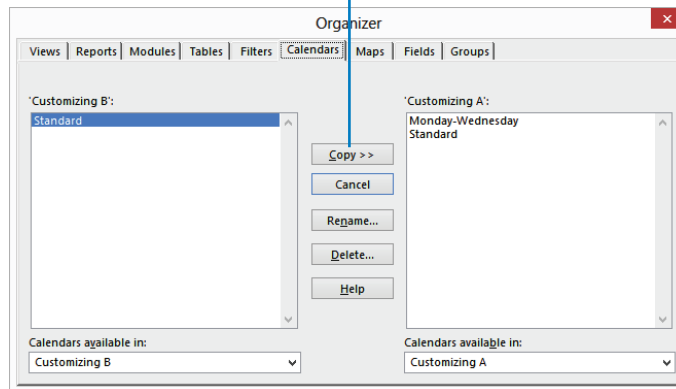 Organizer
Views Reports Modules Tables Filters Calendars Maps Fields Groups
'Customizing B':
Standard
Copy >>
Cancel
Rename...
Delete...
Help
'Customizing A':
Monday-Wednesday
Standard
Calendars available in:
Customizing B
Calendars available in:
Customizing A